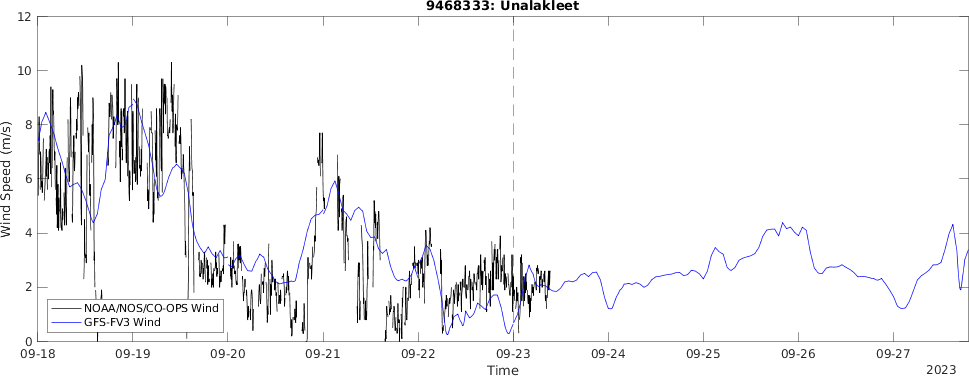 9468333: Unalakleet
12
10
8
6
4
2
0
Wind Speed (m/s)
NOAA/NOS/CO-OPS Wind
GFS-FV3 Wind
09-18 09-19 09-20 09-21 09-22 09-23 09-24 09-25 09-26 09-27
Time
2023